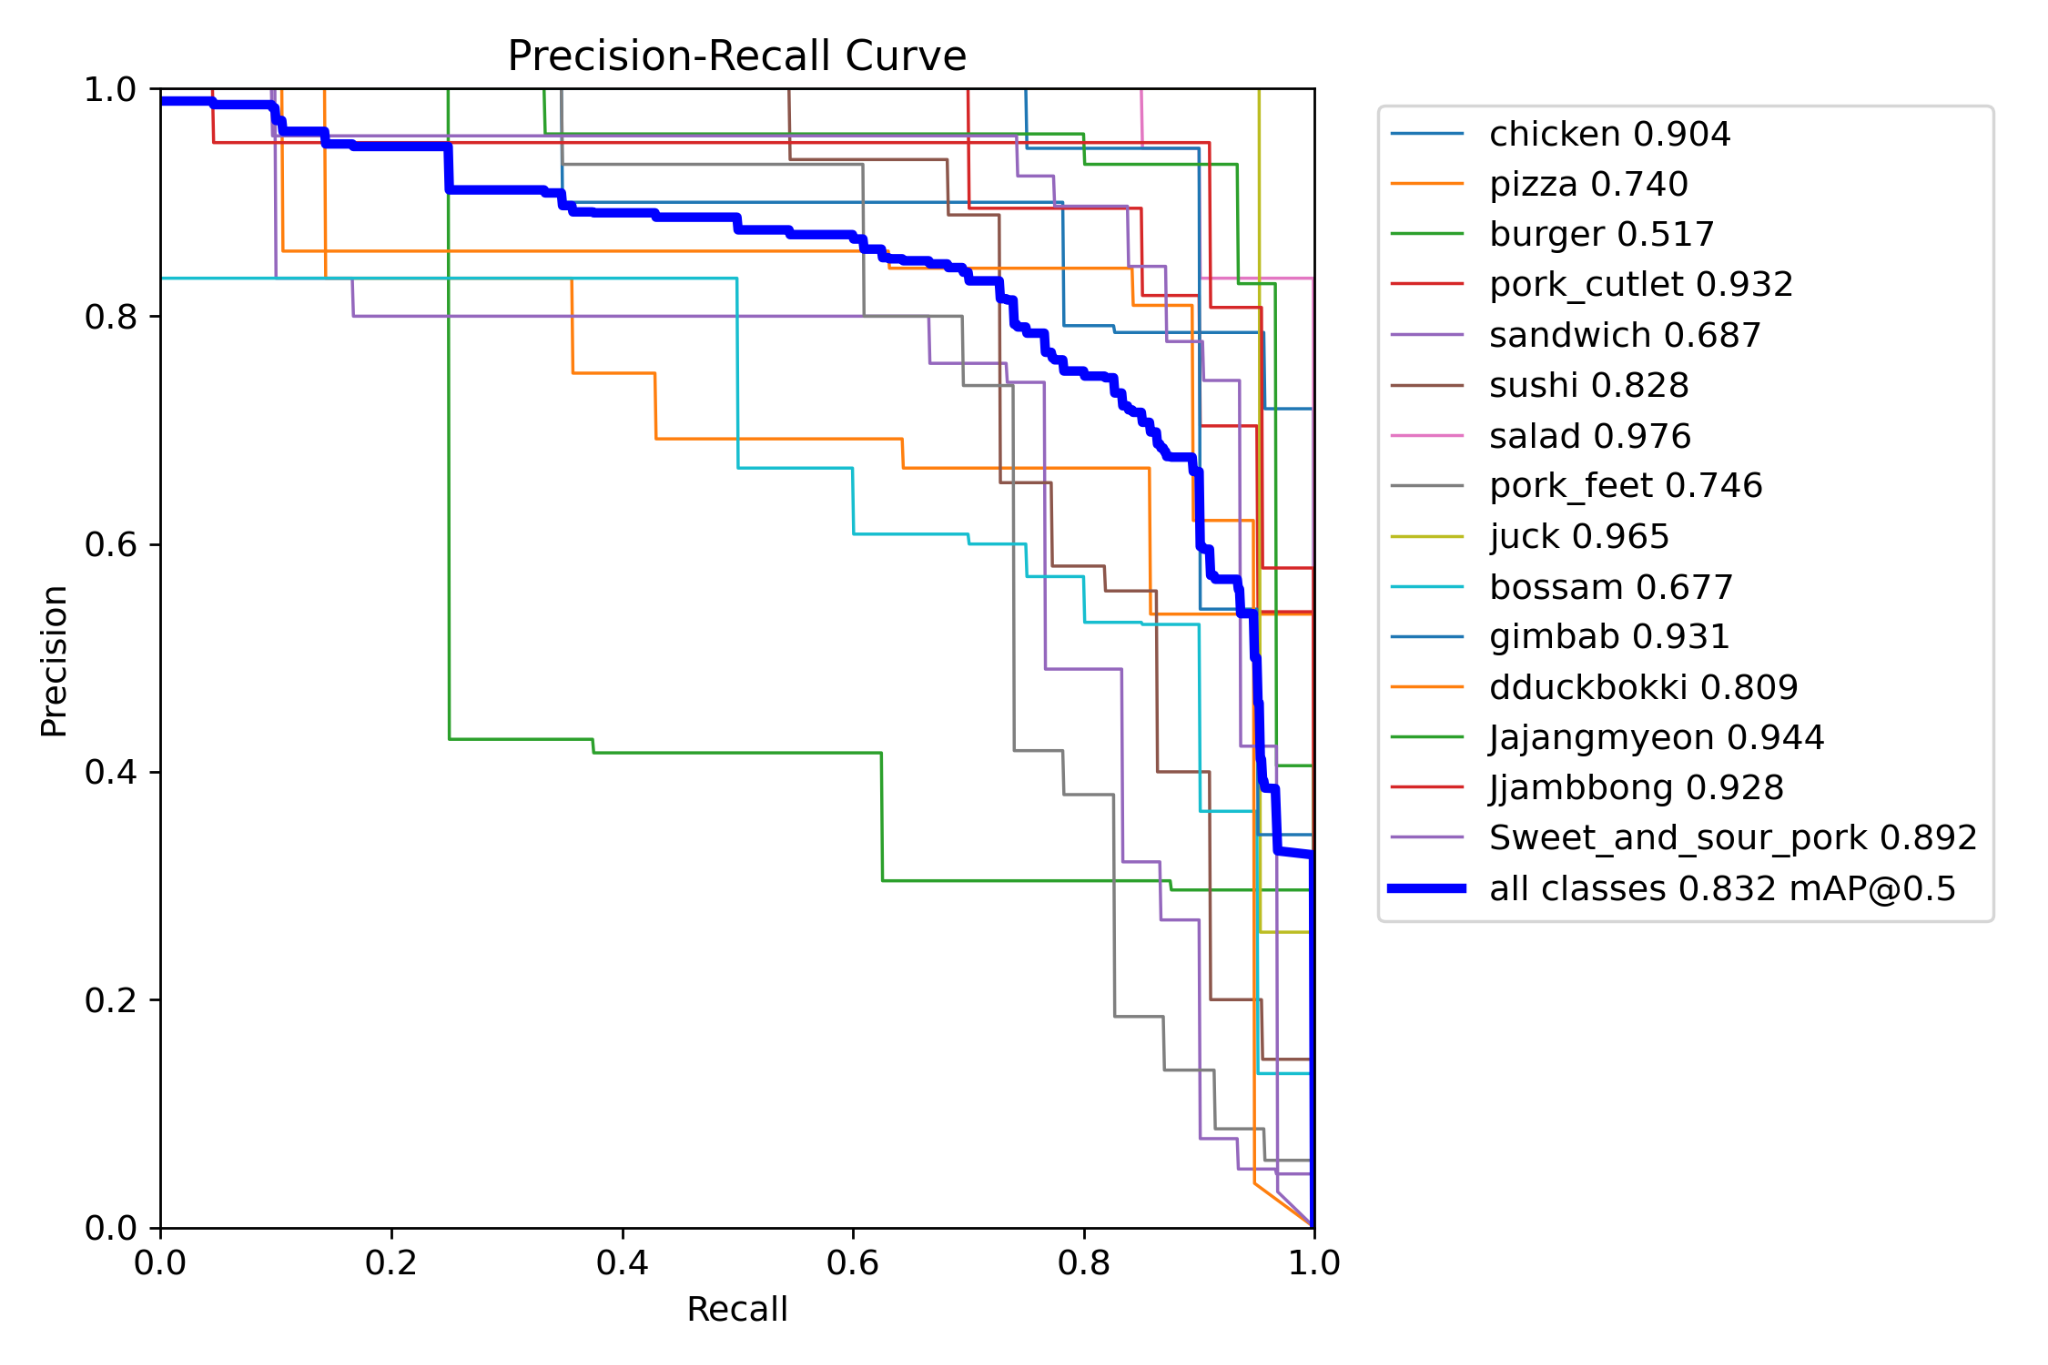 Precision-Recall Curve
1.0
0.8
0.6
0.4
0.2
0.0
Precision
0.0 0.2 0.4 0.6 0.8 1.0
Recall
chicken 0.904
pizza 0.740
burger 0.517
pork_cutlet 0.932
sandwich 0.687
sushi 0.828
salad 0.976
pork_feet 0.746
juck 0.965
bossam 0.677
gimbab 0.931
dduckbokki 0.809
Jajangmyeon 0.944
Jjambbong 0.928
Sweet_and_sour_pork 0.892
all classes 0.832 mAP@0.5